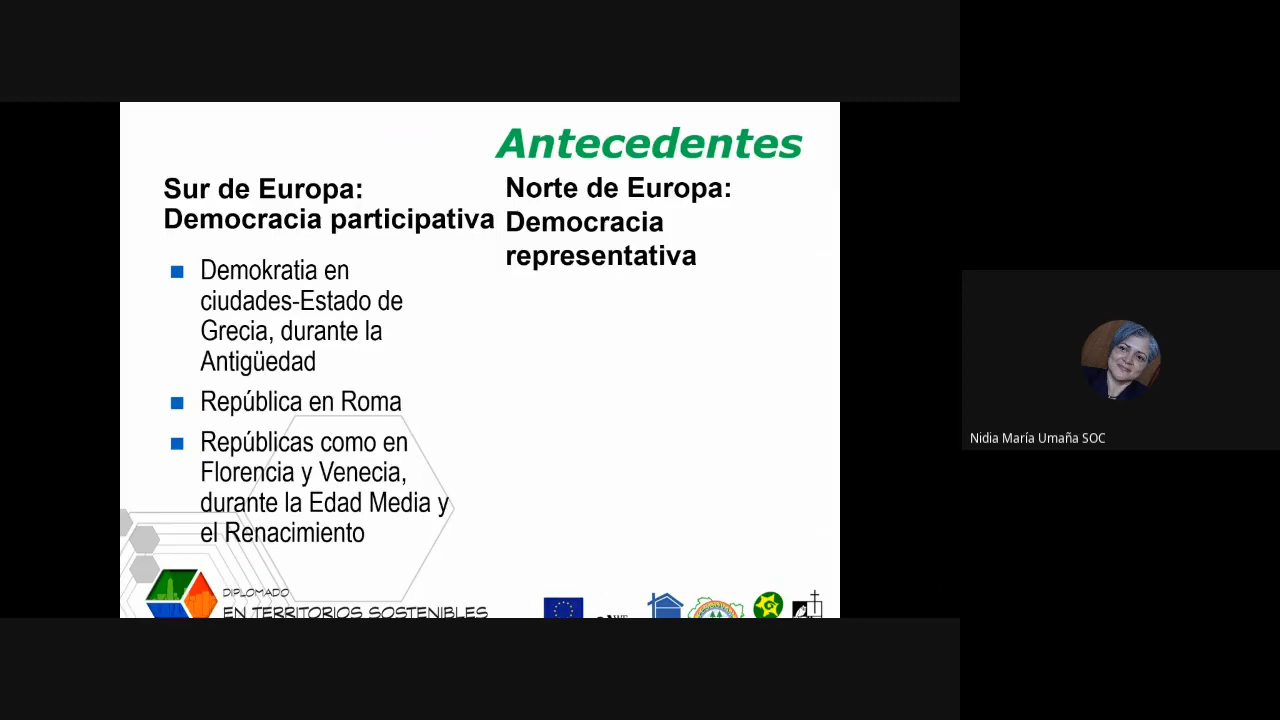 Antecedentes
Sur de Europa:
Democracia participativa
Demokratia en
ciudades-Estado de
Grecia, durante la
Antigüedad
República en Roma
Repúblicas como en
Florencia y Venecia,
durante la Edad Media y
el Renacimiento
Norte de Europa:
Democracia
representativa
DIPLOMADO
EN TERRITORIOS SOSTENIBLES
Nidia María Umaña SOC